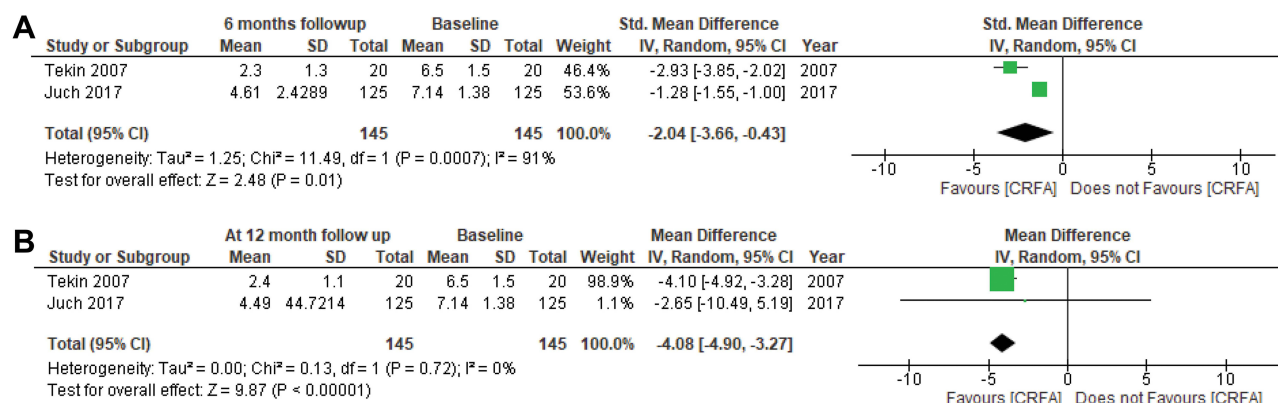 A
6 months followup Baseline Std. Mean Difference Std. Mean Difference
Study or Subgroup Mean SD Total Mean SD Total Weight IV, Random, 95% CI Year IV, Random, 95% CI
Tekin 2007 2.3 1.3 20 6.5 1.5 20 46.4% -2.93 [-3.85, -2.02] 2007
Juch 2017 4.61 2.4289 125 7.14 1.38 125 53.6% -1.28 [-1.55, -1.00] 2017
Total (95% CI) 145 145 100.0% -2.04 [-3.66, -0.43]
Heterogeneity: Tau² = 1.25; Chi² = 11.49, df = 1 (P = 0.0007); I² = 91%
Test for overall effect: Z = 2.48 (P = 0.01)
-10 -5 0 5 10
Favours [CRFA] Does not Favours [CRFA]
B
At 12 month follow up Baseline Mean Difference Mean Difference
Study or Subgroup Mean SD Total Mean SD Total Weight IV, Random, 95% CI Year IV, Random, 95% CI
Tekin 2007 2.4 1.1 20 6.5 1.5 20 98.9% -4.10 [-4.92, -3.28] 2007
Juch 2017 4.49 44.7214 125 7.14 1.38 125 1.1% -2.65 [-10.49, 5.19] 2017
Total (95% CI) 145 145 100.0% -4.08 [-4.90, -3.27]
Heterogeneity: Tau² = 0.00; Chi² = 0.13, df = 1 (P = 0.72); I² = 0%
Test for overall effect: Z = 9.87 (P < 0.00001)
-10 -5 0 5 10
Favours [CRFA] Does not Favours [CRFA]